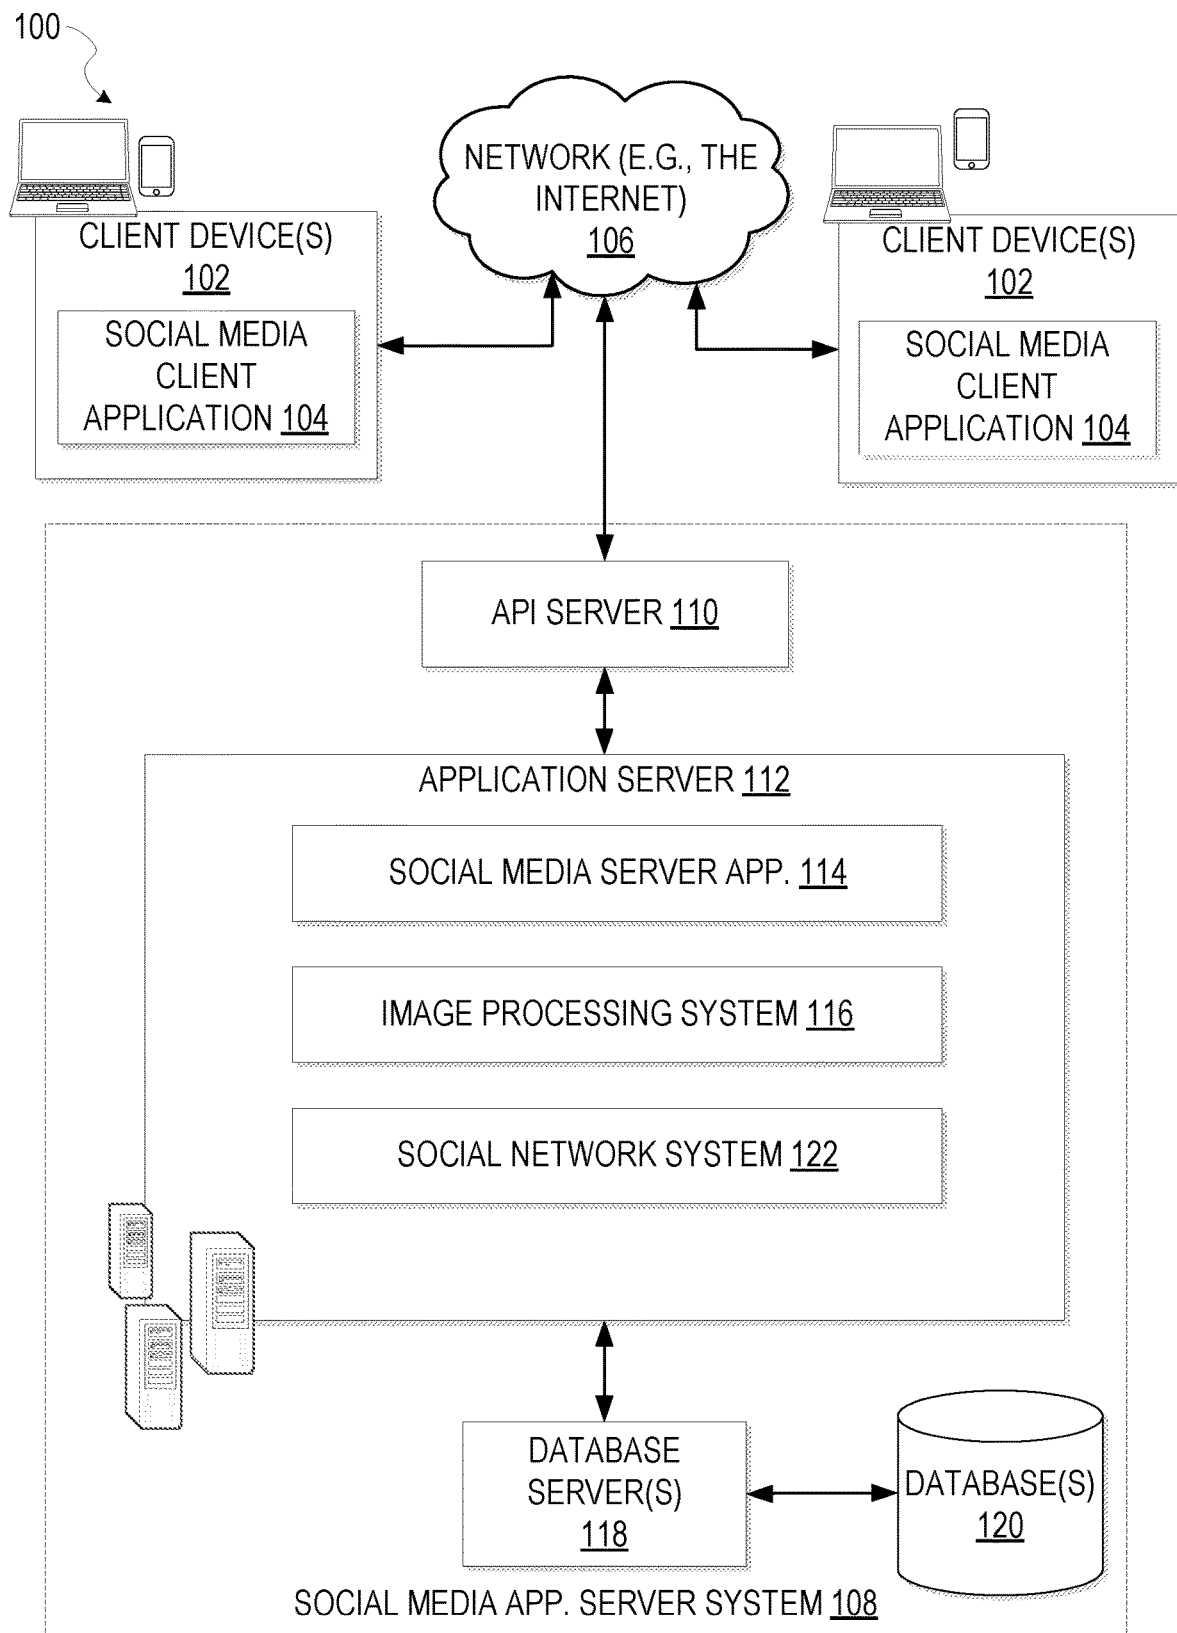 100
NETWORK (E.G., THE
INTERNET)
106
CLIENT DEVICE(S)
102
SOCIAL MEDIA
CLIENT
APPLICATION 104
CLIENT DEVICE(S)
102
SOCIAL MEDIA
CLIENT
APPLICATION 104
API SERVER 110
APPLICATION SERVER 112
SOCIAL MEDIA SERVER APP. 114
IMAGE PROCESSING SYSTEM 116
SOCIAL NETWORK SYSTEM 122
DATABASE
SERVER(S)
118
DATABASE(S)
120
SOCIAL MEDIA APP. SERVER SYSTEM 108